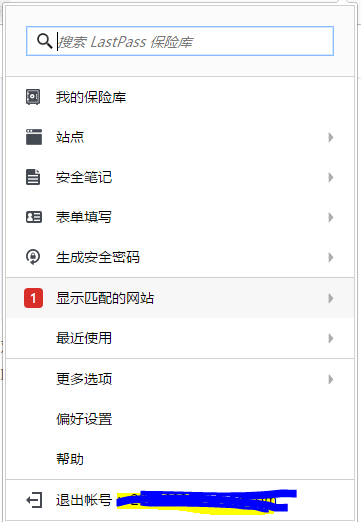 搜索 LastPass 保险库
我的保险库
站点
安全笔记
表单填写
生成安全密码
1 显示匹配的网站
最近使用
更多选项
偏好设置
帮助
退出帐号